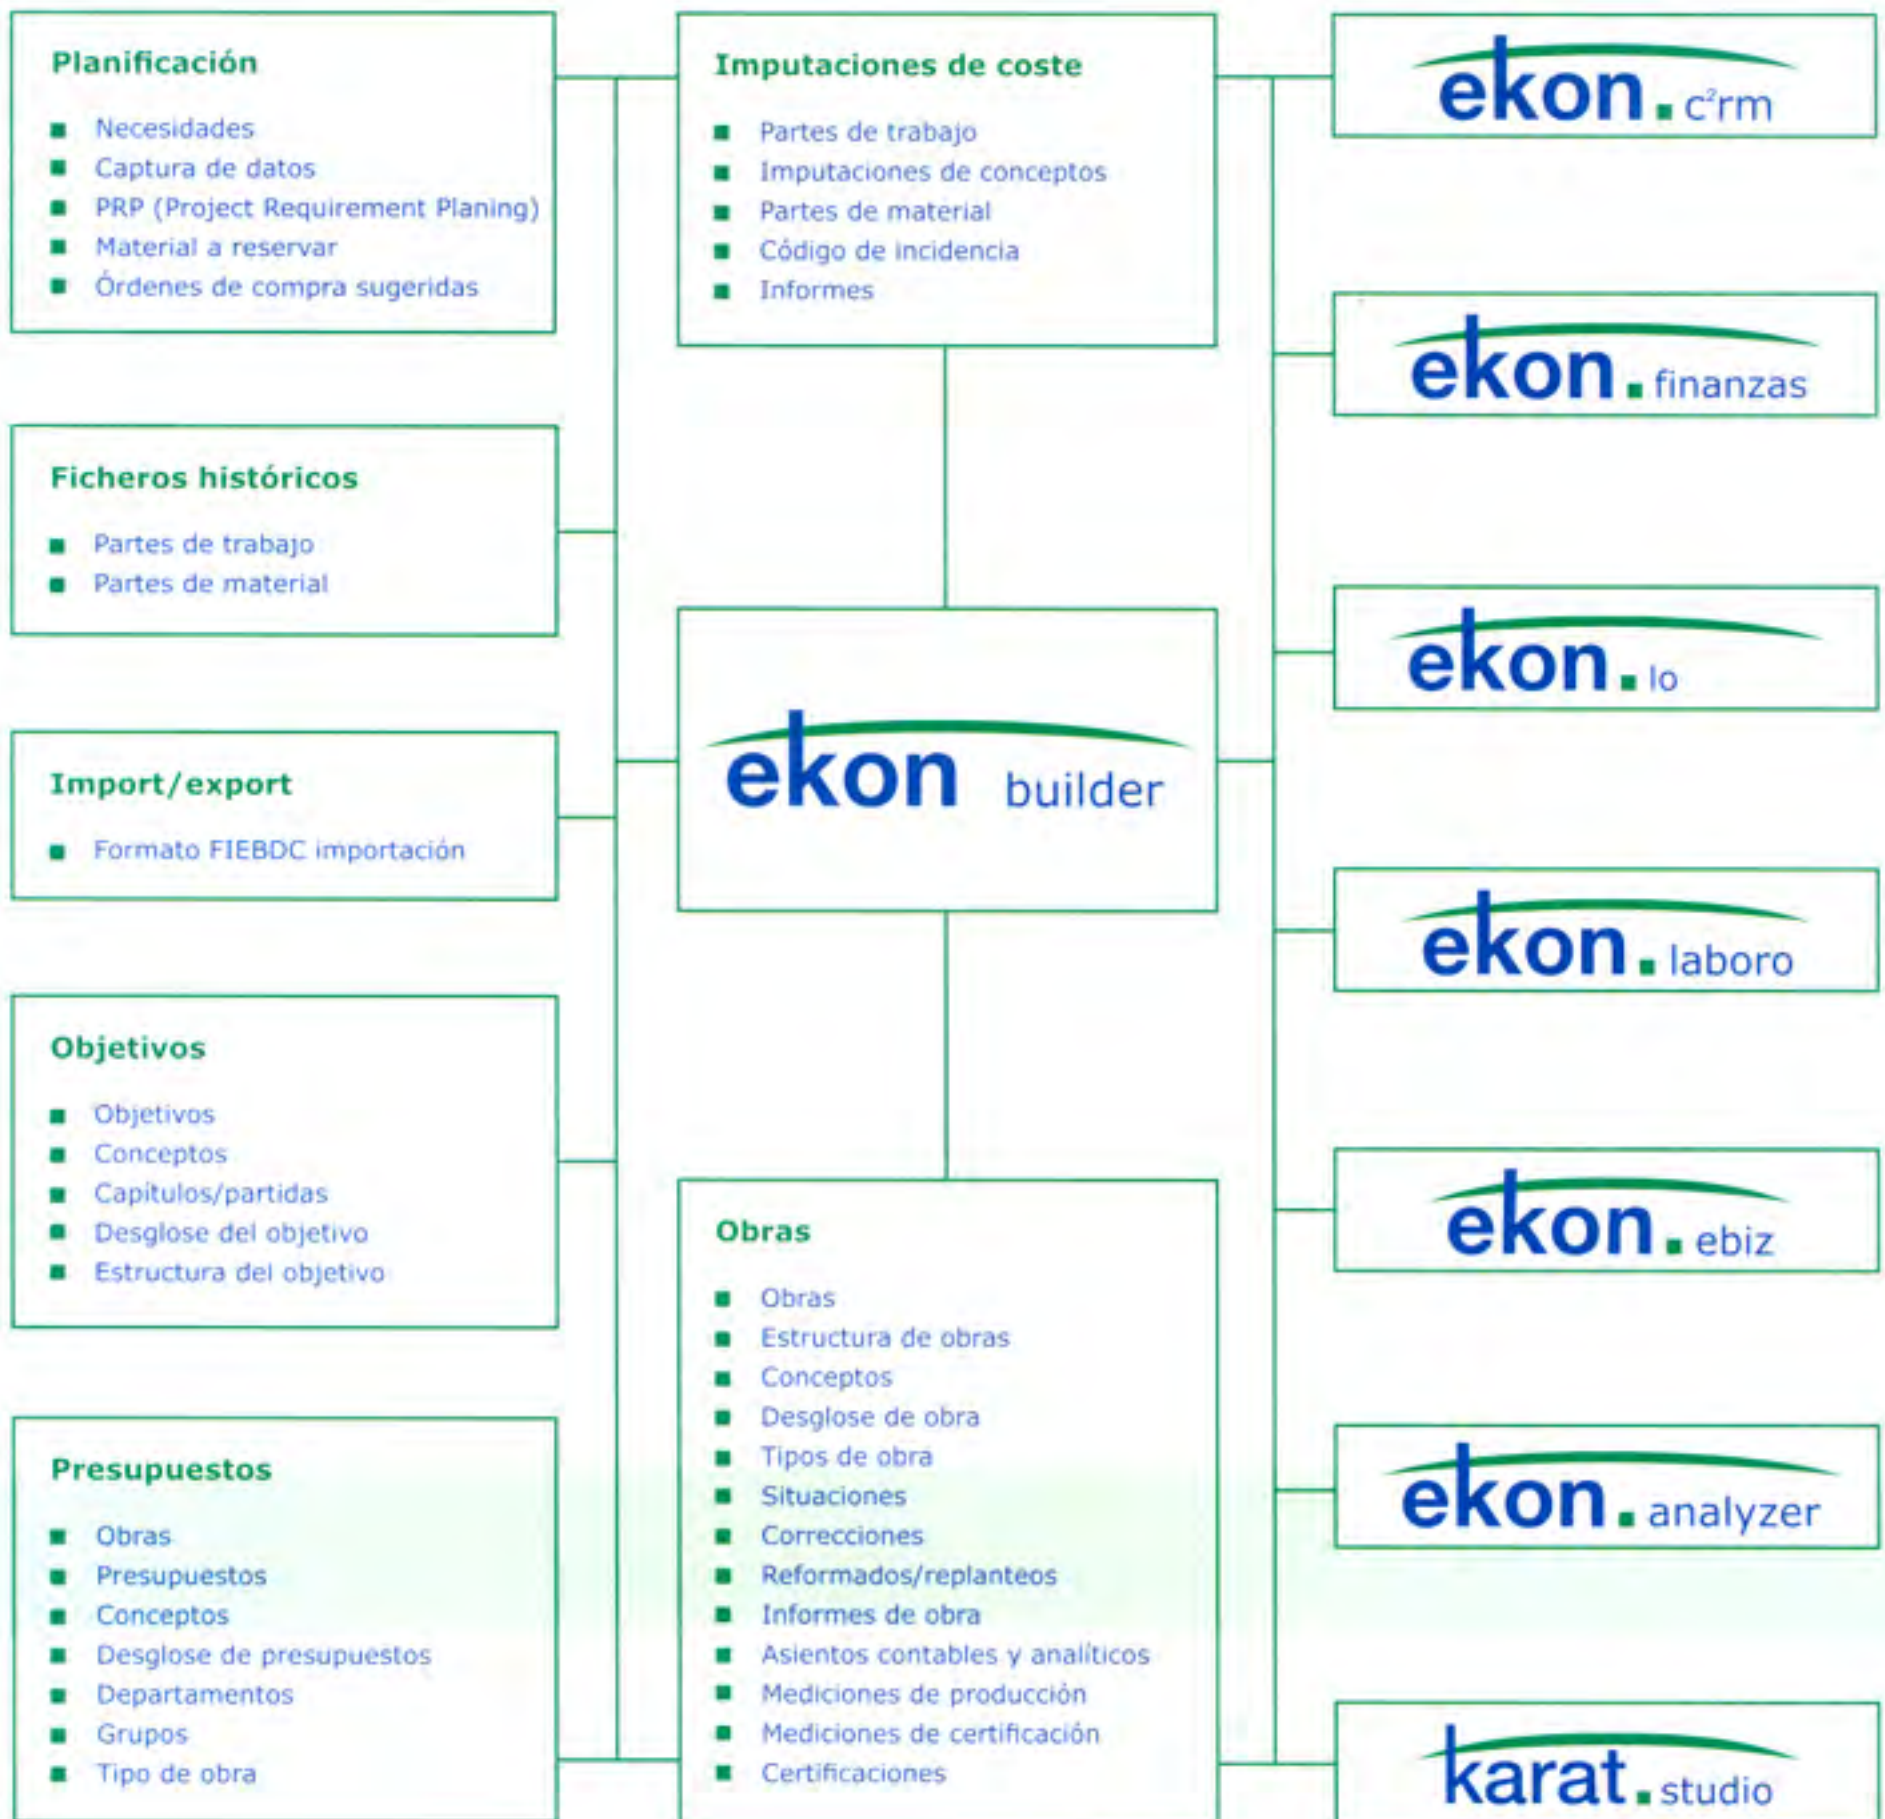 Planificación
Necesidades
Captura de datos
PRP (Project Requirement Planing)
Material a reservar
Órdenes de compra sugeridas
Ficheros históricos
Partes de trabajo
Partes de material
Import/export
Formato FIEBDC importación
Objetivos
Objetivos
Conceptos
Capítulos/partidas
Desglose del objetivo
Estructura del objetivo
Presupuestos
Obras
Presupuestos
Conceptos
Desglose de presupuestos
Departamentos
Grupos
Tipo de obra
Imputaciones de coste
Partes de trabajo
Imputaciones de conceptos
Partes de material
Código de incidencia
Informes
ekon builder
Obras
Obras
Estructura de obras
Conceptos
Desglose de obra
Tipos de obra
Situaciones
Correcciones
Reformados/replanteos
Informes de obra
Asientos contables y analíticos
Mediciones de producción
Mediciones de certificación
Certificaciones
ekon.c²rm
ekon.finanzas
ekon.lo
ekon.laboro
ekon.ebiz
ekon.analyzer
karat.studio